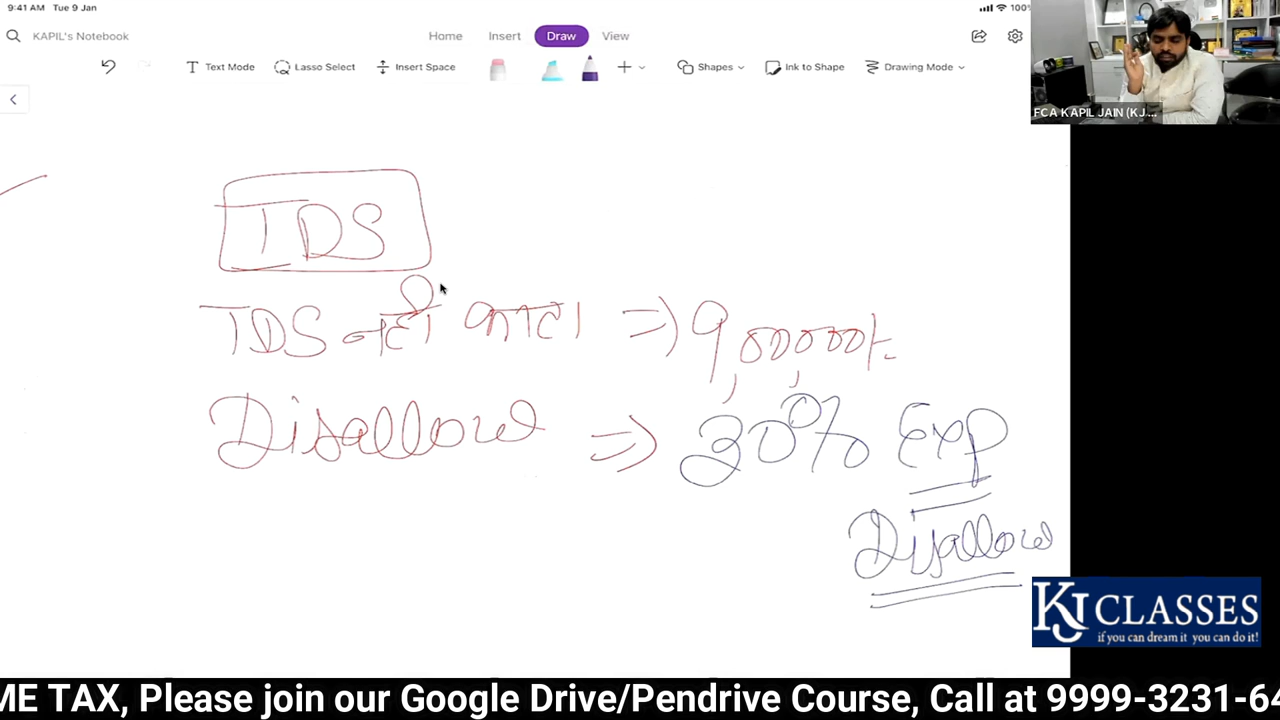 9:41 AM Tue 9 Jan
100%
KAPIL's Notebook
Home Insert Draw View
Text Mode Lasso Select Insert Space Shapes Ink to Shape Drawing Mode
FCA KAPIL JAIN (KJ....
TDS
TDS नही काटा => 9,00,000/-
Disallow => 30% Exp
Disallow
KJ CLASSES
if you can dream it you can do it!
ME TAX, Please join our Google Drive/Pendrive Course, Call at 9999-3231-64